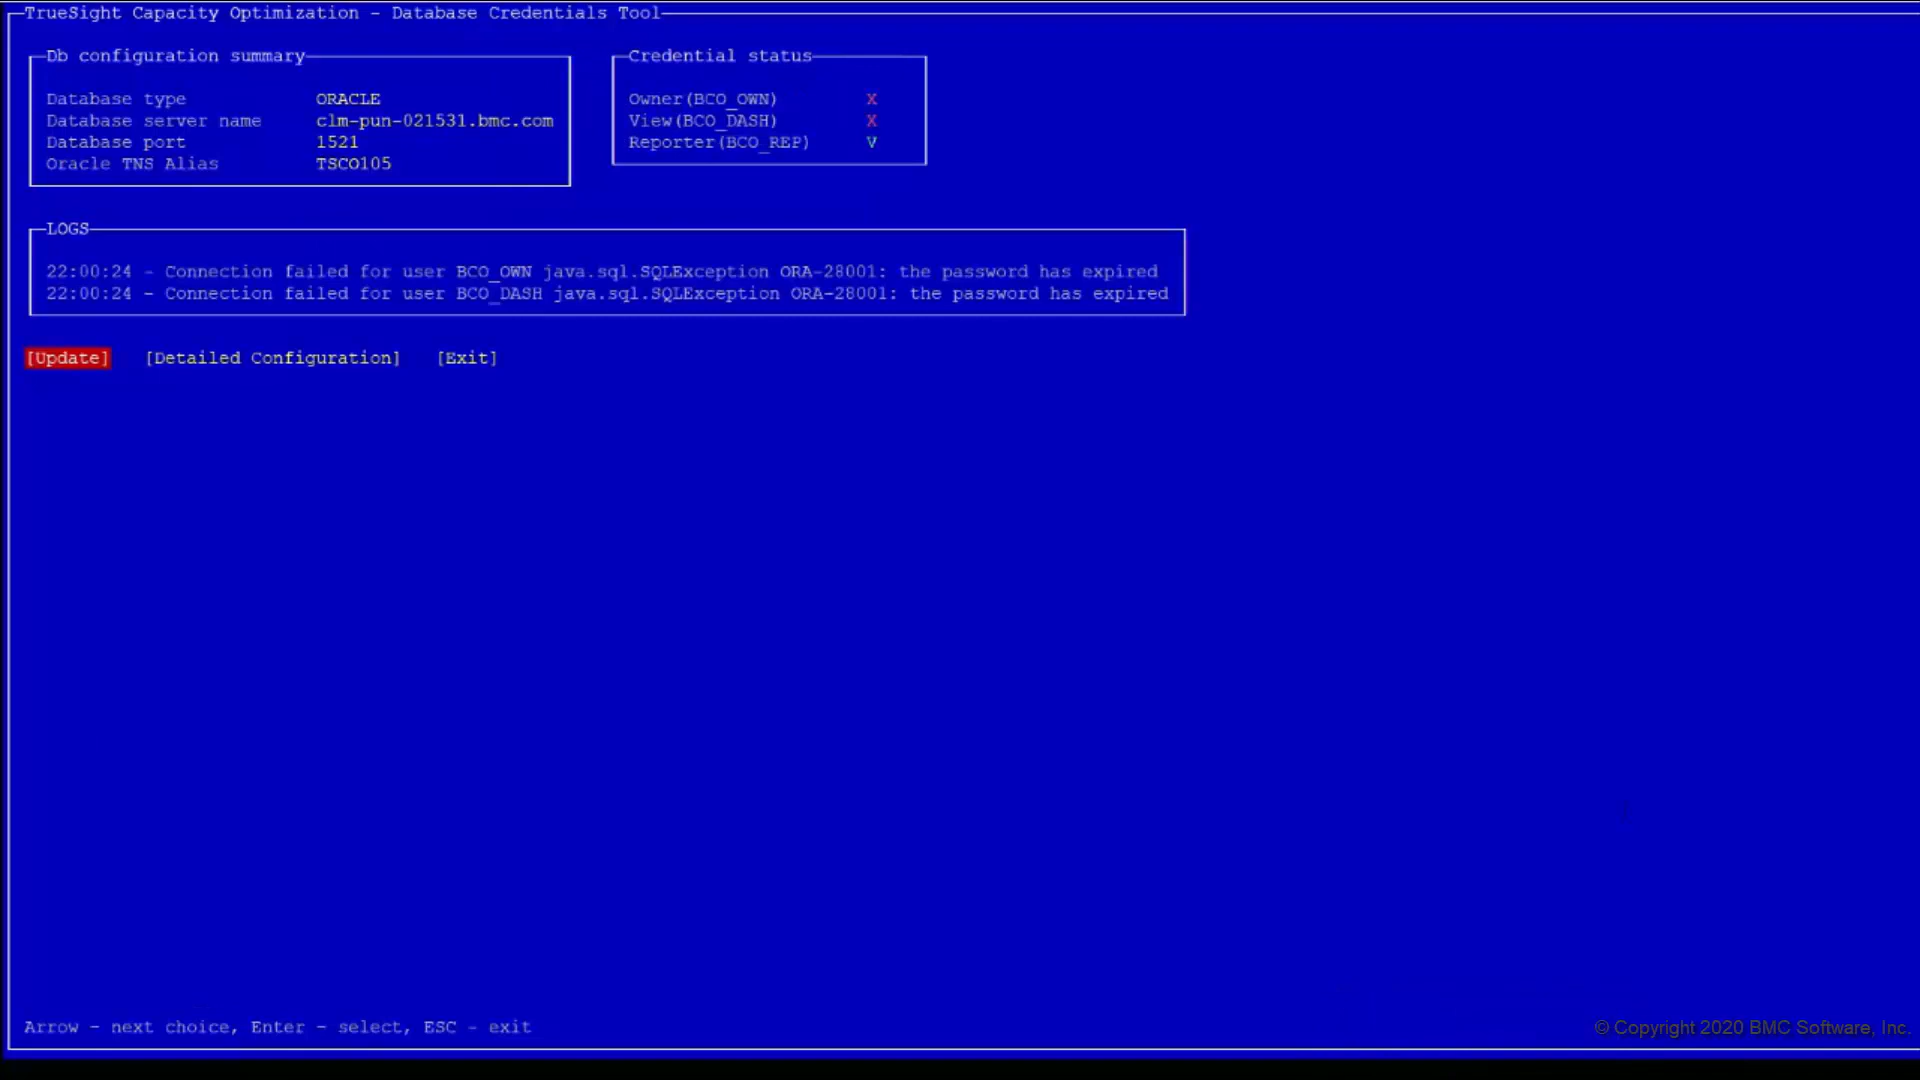 TrueSight Capacity Optimization - Database Credentials Tool
Db configuration summary
Database type ORACLE
Database server name clm-pun-021531.bmc.com
Database port 1521
Oracle TNS Alias TSCO105
Credential status
Owner(BCO_OWN) X
View(BCO_DASH) X
Reporter(BCO_REP) V
LOGS
22:00:24 - Connection failed for user BCO_OWN java.sql.SQLException ORA-28001: the password has expired
22:00:24 - Connection failed for user BCO_DASH java.sql.SQLException ORA-28001: the password has expired
[Update] [Detailed Configuration] [Exit]
Arrow - next choice, Enter - select, ESC - exit
© Copyright 2020 BMC Software, Inc.